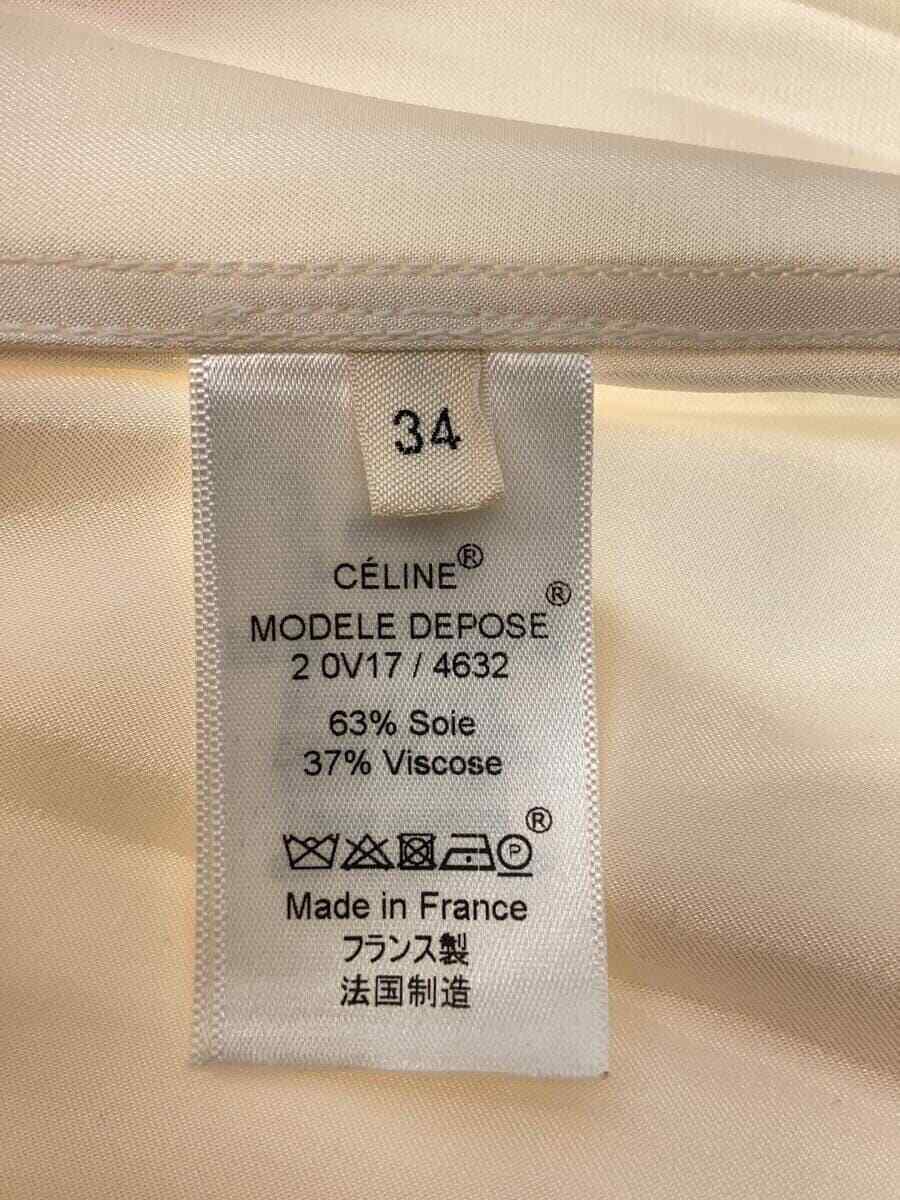 34
CÉLINE®
MODELE DEPOSE®
2 0V17 / 4632
63% Soie
37% Viscose
®
P
Made in France
フランス製
法国制造